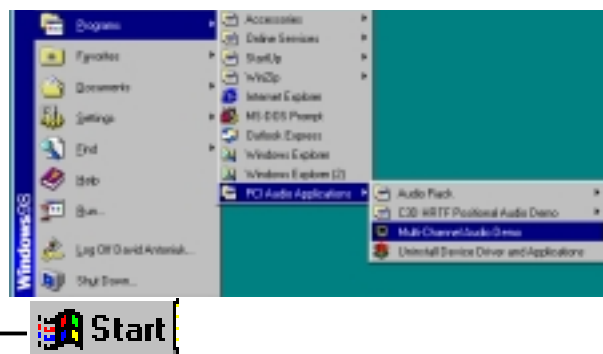 Programs
Favorites
Documents
Settings
Find
Help
Run...
Log Off David Antoniuk...
Shut Down...
Windows98
Accessories
Online Services
StartUp
WinZip
Internet Explorer
MS-DOS Prompt
Outlook Express
Windows Explorer
Windows Explorer (2)
PCI Audio Applications
Audio Rack
C3D HRTF Positional Audio Demo
Multi-Channel Audio Demo
Uninstall Device Driver and Applications
Start